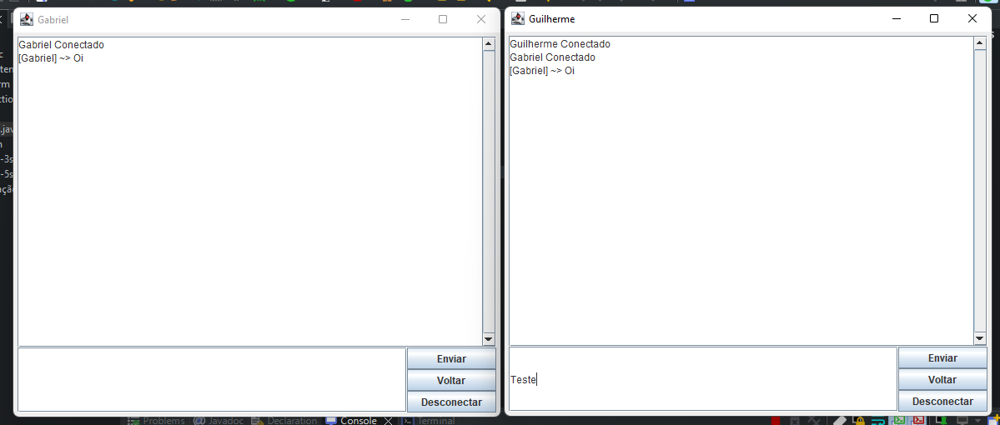 Gabriel
Gabriel Conectado
[Gabriel] ~> Oi
Enviar
Voltar
Desconectar
Guilherme
Guilherme Conectado
Gabriel Conectado
[Gabriel] ~> Oi
Teste
Enviar
Voltar
Desconectar
Problems @ Javadoc Declaration Console Terminal